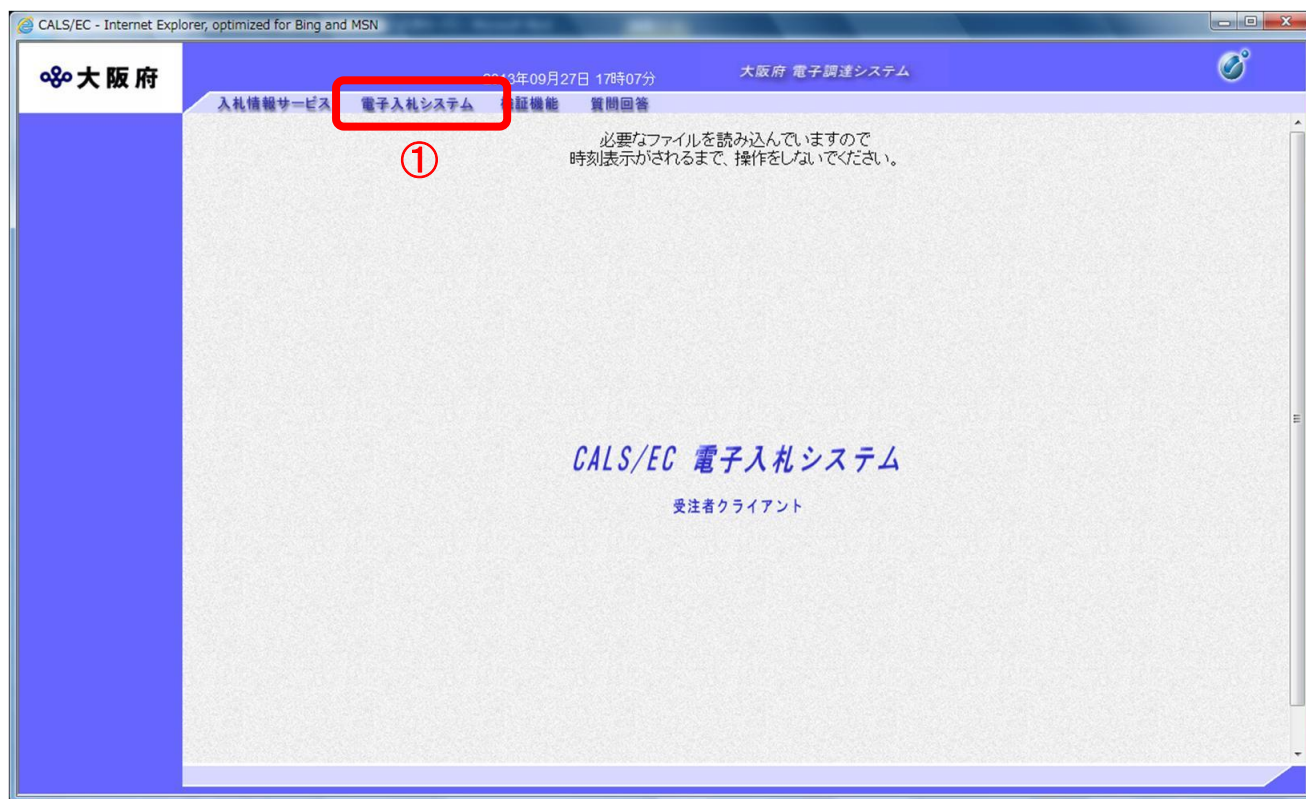 CALS/EC - Internet Explorer, optimized for Bing and MSN
大阪府
年09月27日 17時07分
大阪府 電子調達システム
入札情報サービス 電子入札システム 検証機能 質問回答
①
必要なファイルを読み込んでいますので
時刻表示がされるまで、操作をしないでください。
CALS/EC 電子入札システム
受注者クライアント